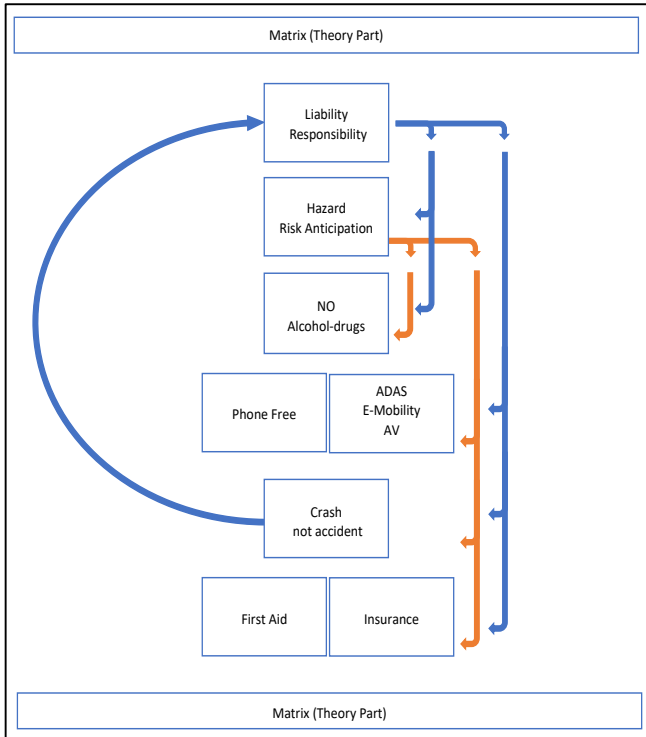 Matrix (Theory Part)
Liability
Responsibility
Hazard
Risk Anticipation
NO
Alcohol-drugs
Phone Free
ADAS
E-Mobility
AV
Crash
not accident
First Aid
Insurance
Matrix (Theory Part)